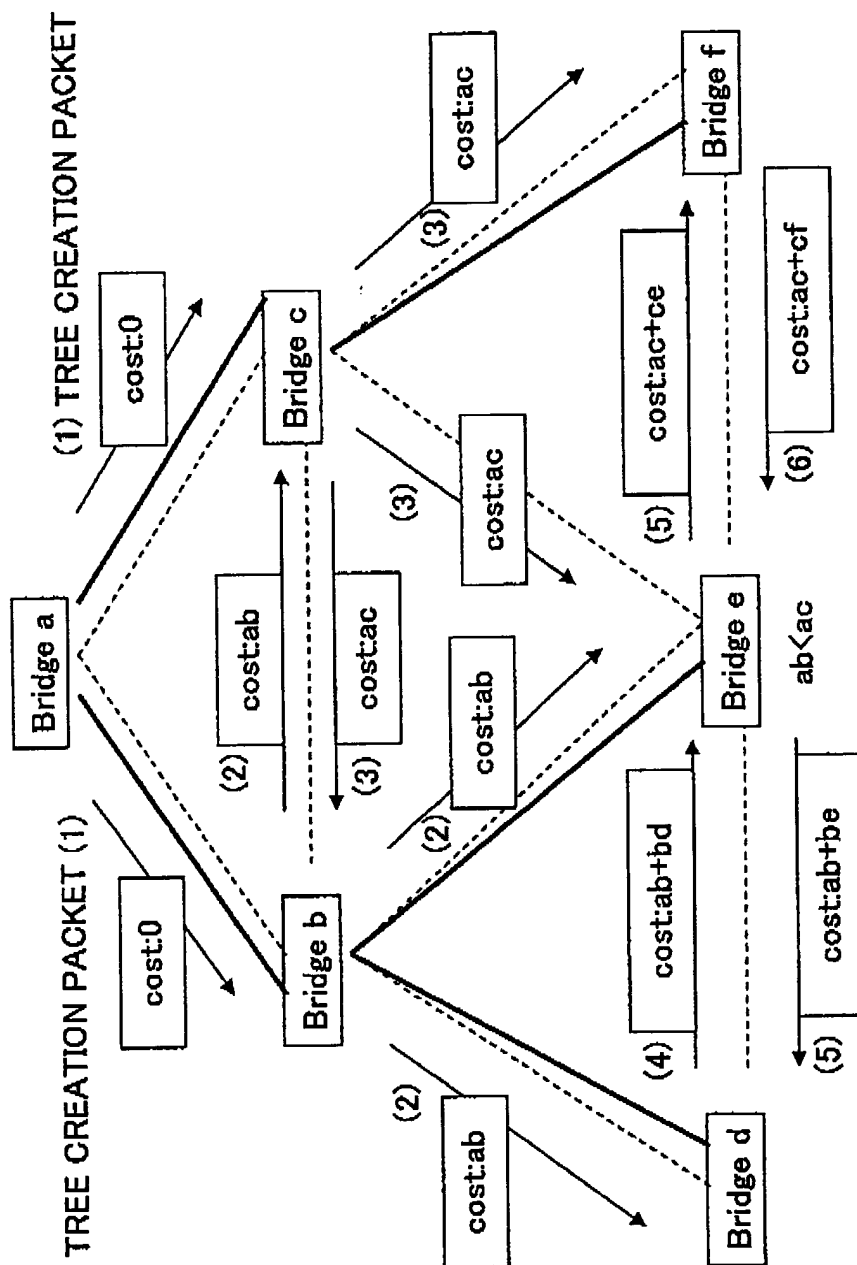 TREE CREATION PACKET (1)
(1) TREE CREATION PACKET
Bridge a
cost:0
cost:0
Bridge b
(2)
cost:ab
cost:ac
(3)
Bridge c
(2)
cost:ab
(2)
cost:ab
(3)
cost:ac
(3)
cost:ac
Bridge d
(4)
cost:ab+bd
cost:ab+be
(5)
Bridge e
ab<ac
(5)
cost:ac+ce
cost:ac+cf
(6)
Bridge f